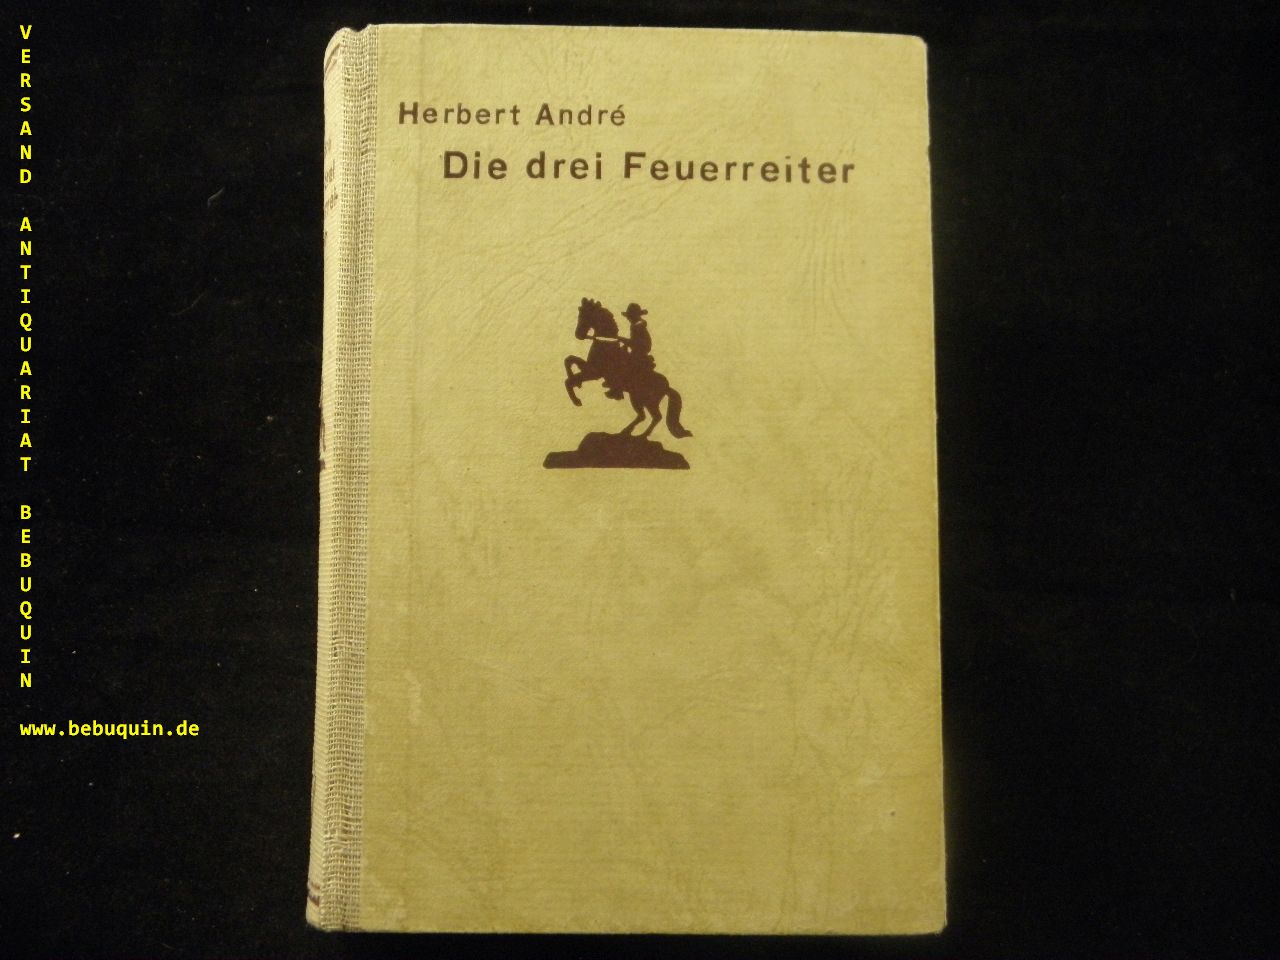 VERSAND ANTIQUARIAT BEBUQUIN
www.bebuquin.de
Herbert André
Die drei Feuerreiter